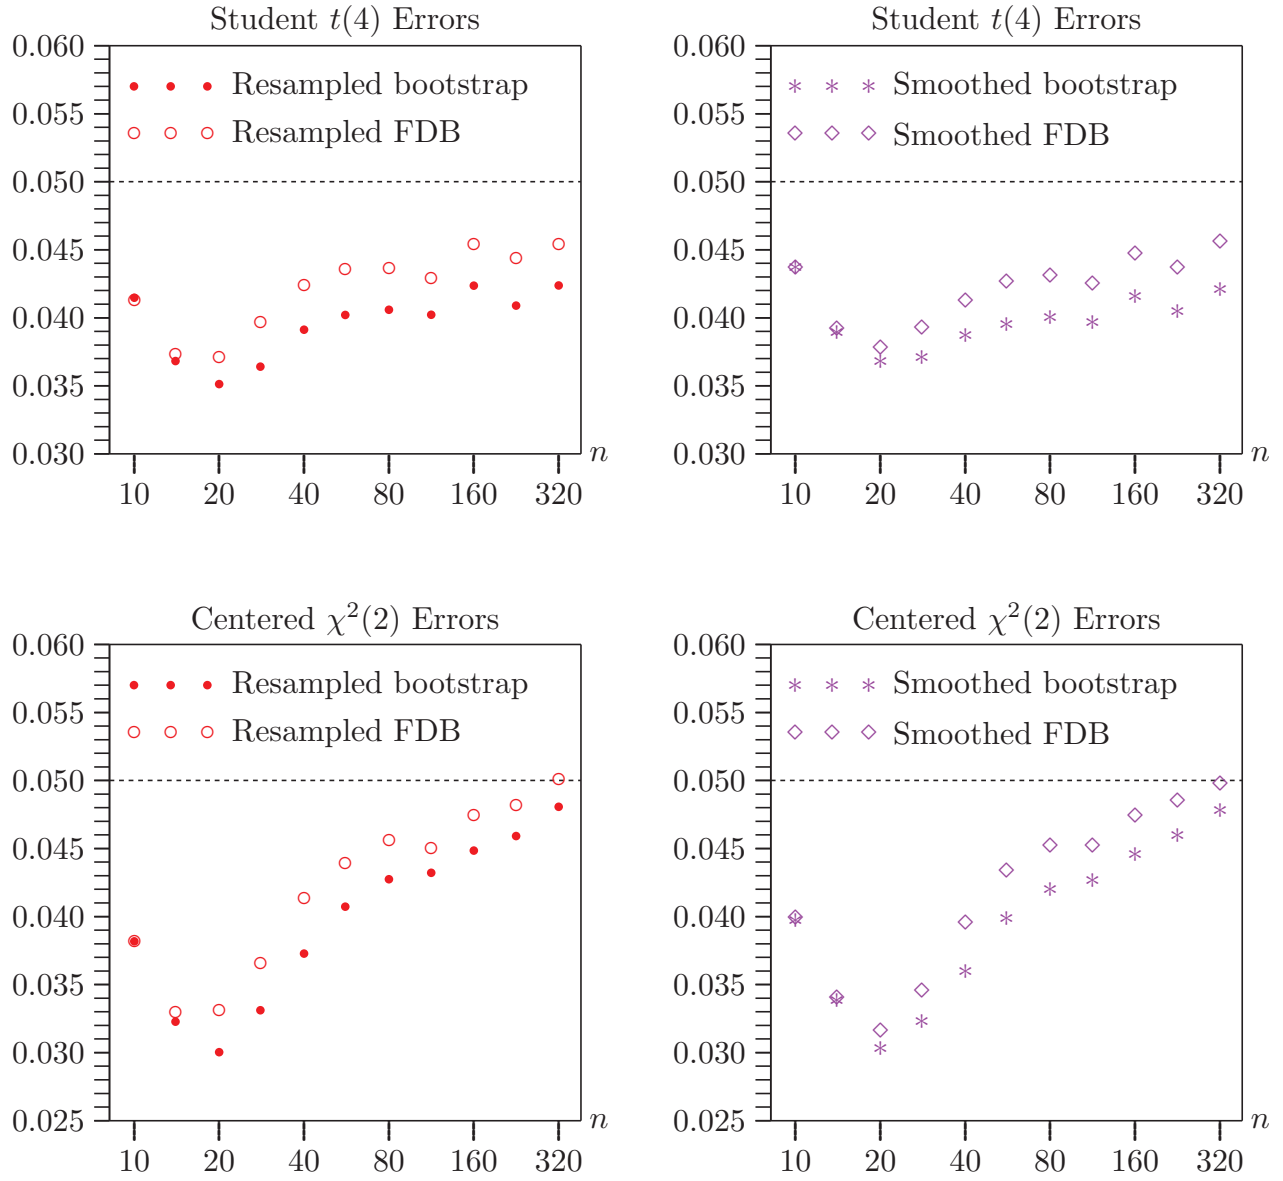 Student t(4) Errors
0.060
0.055
0.050
0.045
0.040
0.035
0.030
Resampled bootstrap
Resampled FDB
n
10 20 40 80 160 320
Student t(4) Errors
0.060
0.055
0.050
0.045
0.040
0.035
0.030
Smoothed bootstrap
Smoothed FDB
n
10 20 40 80 160 320
Centered χ²(2) Errors
0.060
0.055
0.050
0.045
0.040
0.035
0.030
0.025
Resampled bootstrap
Resampled FDB
n
10 20 40 80 160 320
Centered χ²(2) Errors
0.060
0.055
0.050
0.045
0.040
0.035
0.030
0.025
Smoothed bootstrap
Smoothed FDB
n
10 20 40 80 160 320